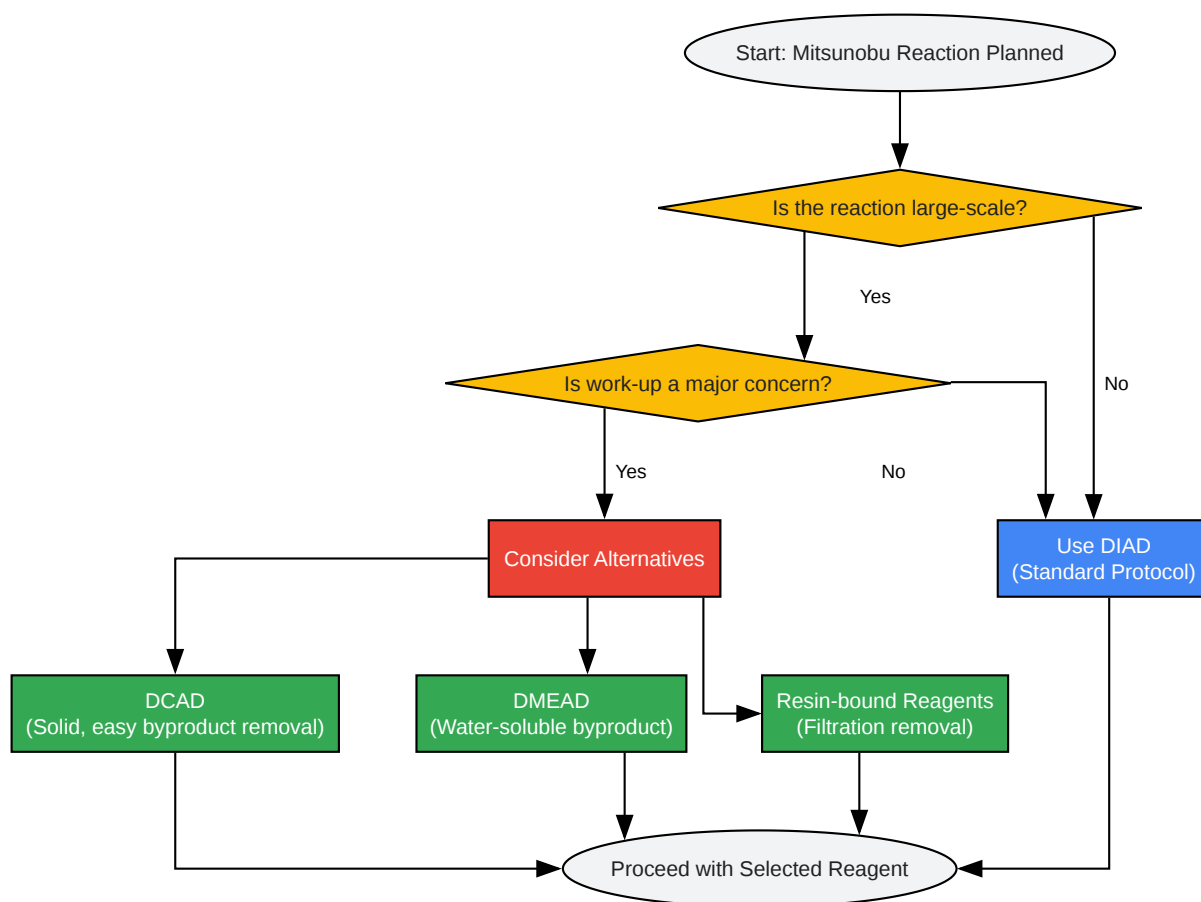 Start: Mitsunobu Reaction Planned
Is the reaction large-scale?
Yes
Is work-up a major concern?
No
Yes
No
Consider Alternatives
Use DIAD
(Standard Protocol)
DCAD
(Solid, easy byproduct removal)
DMEAD
(Water-soluble byproduct)
Resin-bound Reagents
(Filtration removal)
Proceed with Selected Reagent